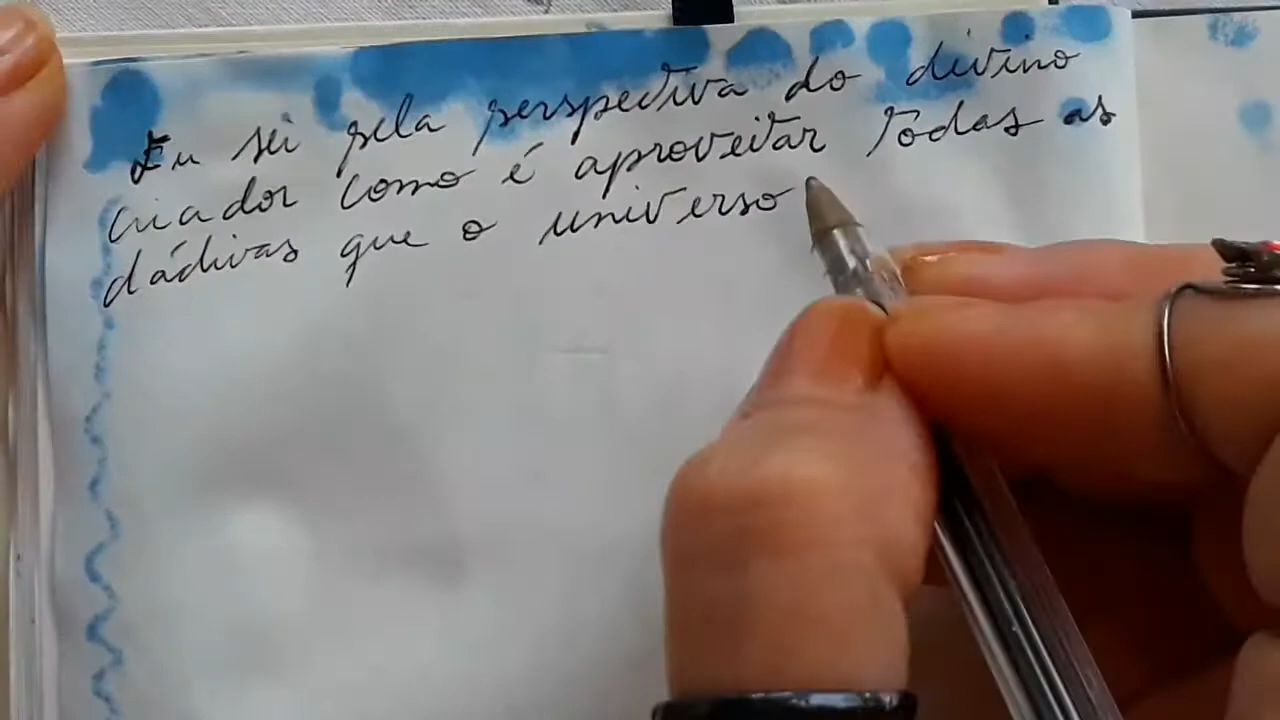 Eu sei pela perspectiva do divino
criador como é aproveitar todas as
dádivas que o universo